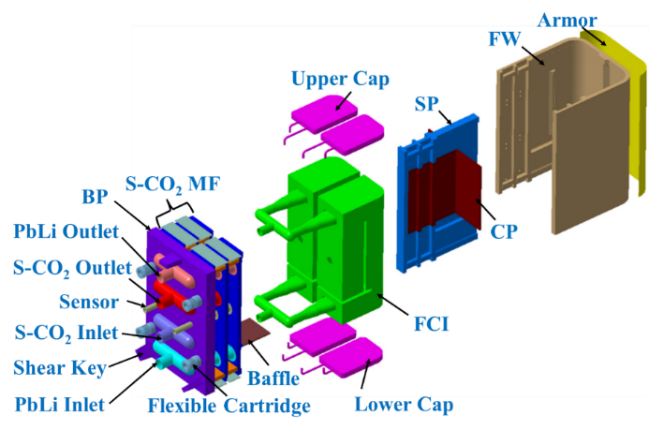 Armor
FW
Upper Cap
SP
S-CO₂ MF
BP
PbLi Outlet
S-CO₂ Outlet
CP
Sensor
FCI
S-CO₂ Inlet
Shear Key
Baffle
PbLi Inlet
Flexible Cartridge
Lower Cap